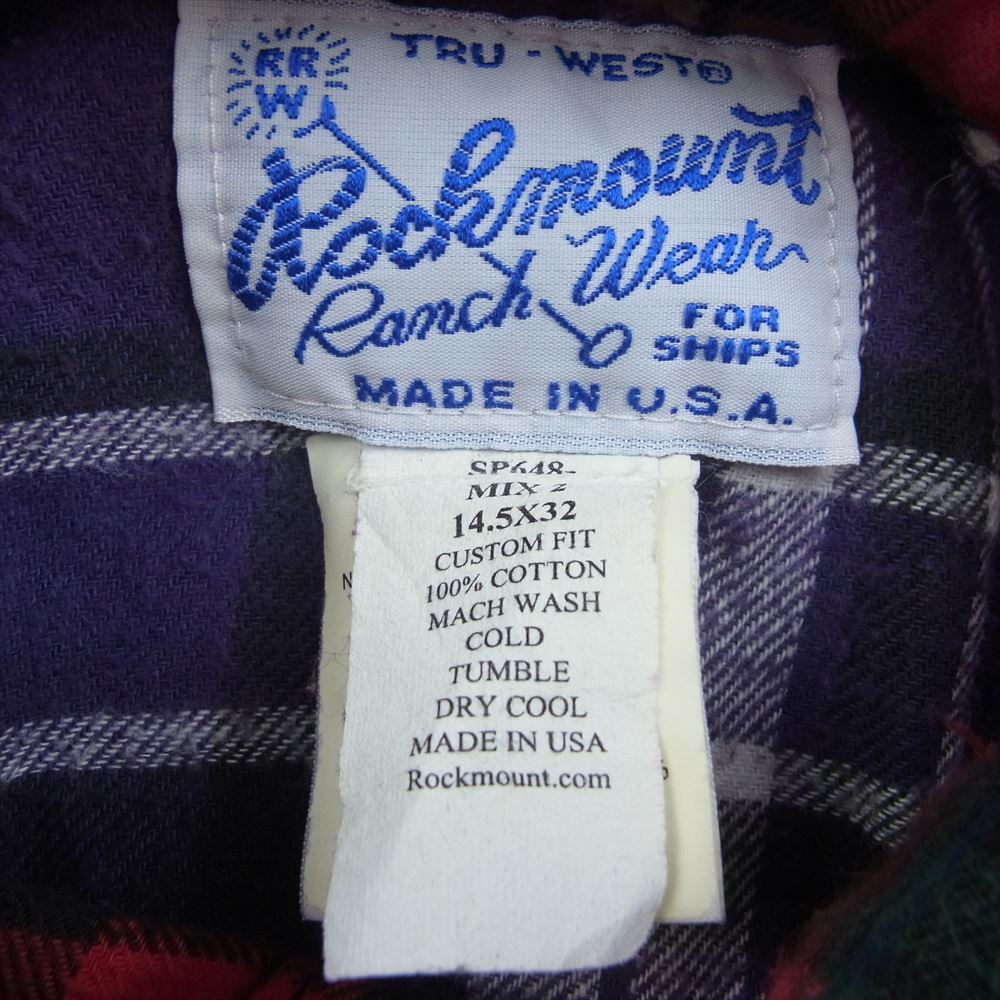 RR
W
TRU - WEST®
Rockmount
Ranch Wear
FOR
SHIPS
MADE IN U.S.A.
SP648-
MIX 2
14.5X32
CUSTOM FIT
100% COTTON
MACH WASH
COLD
TUMBLE
DRY COOL
MADE IN USA
Rockmount.com
N